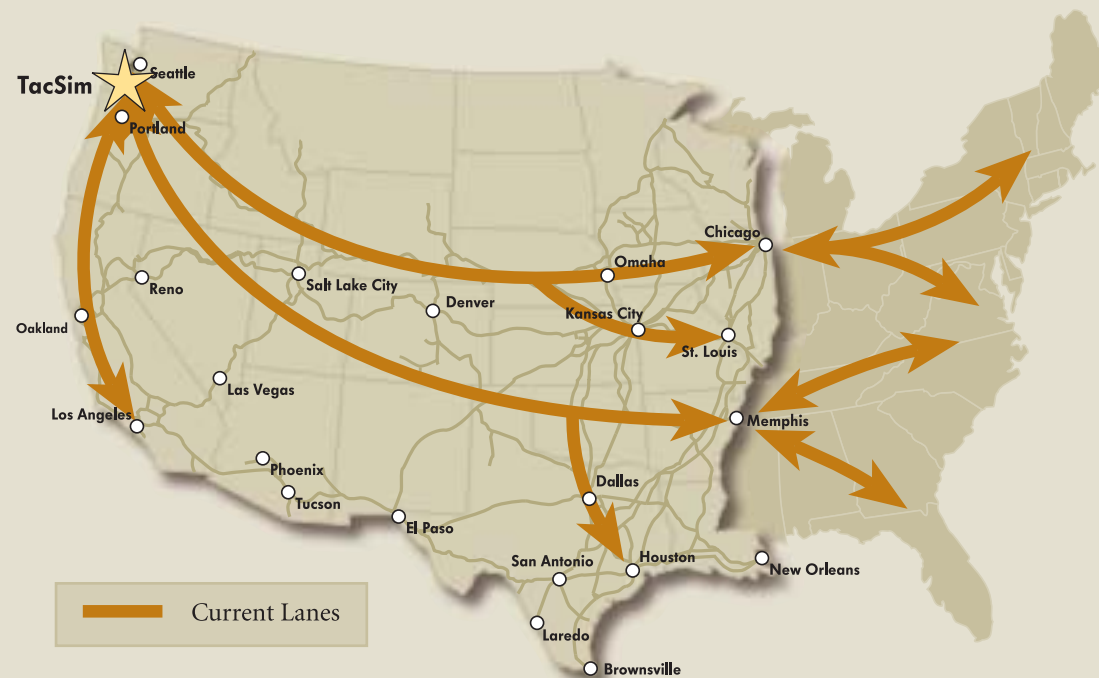 TacSim
Seattle
Portland
Chicago
Omaha
Salt Lake City
Reno
Denver
Kansas City
Oakland
St. Louis
Las Vegas
Los Angeles
Memphis
Phoenix
Dallas
Tucson
El Paso
San Antonio
Houston
New Orleans
Current Lanes
Laredo
Brownsville